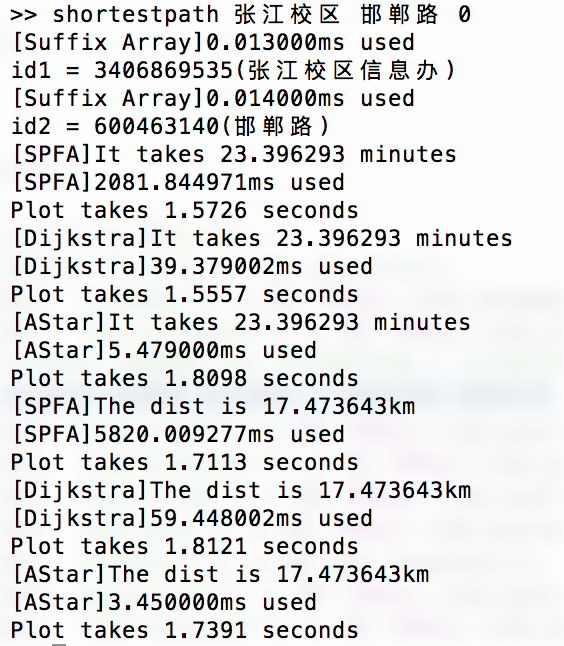 >> shortestpath 张江校区 邯郸路 0
[Suffix Array]0.013000ms used
id1 = 3406869535(张江校区信息办)
[Suffix Array]0.014000ms used
id2 = 600463140(邯郸路)
[SPFA]It takes 23.396293 minutes
[SPFA]2081.844971ms used
Plot takes 1.5726 seconds
[Dijkstra]It takes 23.396293 minutes
[Dijkstra]39.379002ms used
Plot takes 1.5557 seconds
[AStar]It takes 23.396293 minutes
[AStar]5.479000ms used
Plot takes 1.8098 seconds
[SPFA]The dist is 17.473643km
[SPFA]5820.009277ms used
Plot takes 1.7113 seconds
[Dijkstra]The dist is 17.473643km
[Dijkstra]59.448002ms used
Plot takes 1.8121 seconds
[AStar]The dist is 17.473643km
[AStar]3.450000ms used
Plot takes 1.7391 seconds